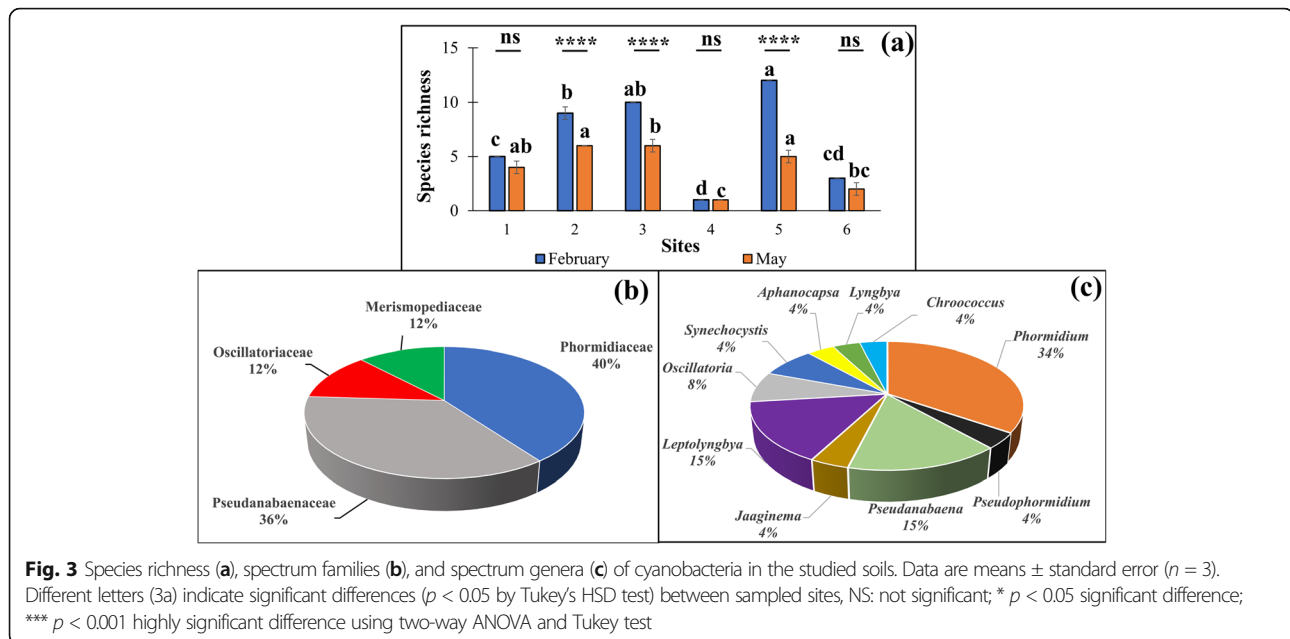 (a)
ns **** **** ns **** ns
15
10
5
0
Species richness
c ab b a ab b d c a a cd bc
1 2 3 4 5 6
Sites
February May
(b)
Merismopediaceae
12%
Oscillatoriaceae
12%
Phormidiaceae
40%
Pseudanabaenaceae
36%
(c)
Aphanocapsa
4%
Lyngbya
4%
Chroococcus
4%
Synechocystis
4%
Phormidium
34%
Oscillatoria
8%
Leptolyngbya
15%
Jaaginema
4%
Pseudanabaena
15%
Pseudophormidium
4%
Fig. 3 Species richness (a), spectrum families (b), and spectrum genera (c) of cyanobacteria in the studied soils. Data are means ± standard error (n = 3).
Different letters (3a) indicate significant differences (p < 0.05 by Tukey's HSD test) between sampled sites, NS: not significant; * p < 0.05 significant difference;
*** p < 0.001 highly significant difference using two-way ANOVA and Tukey test